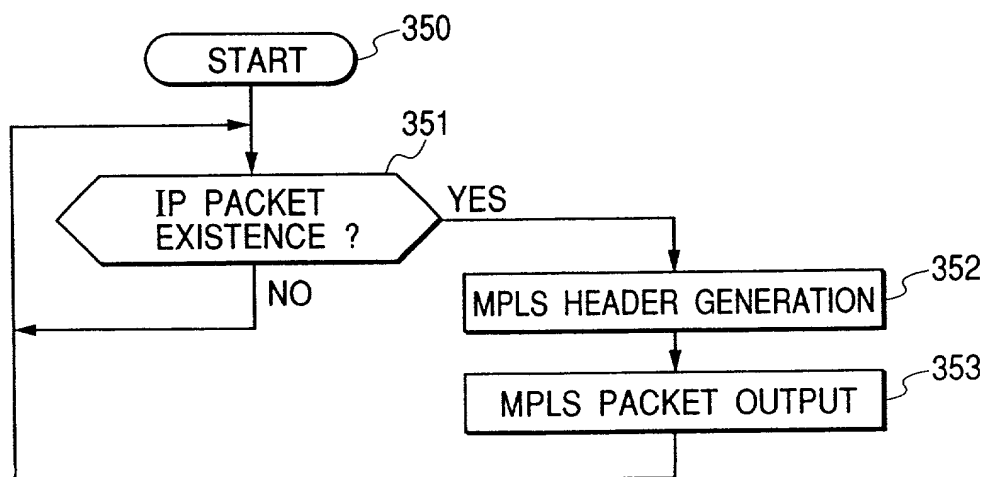 350
START
351
IP PACKET
EXISTENCE ?
YES
NO
352
MPLS HEADER GENERATION
353
MPLS PACKET OUTPUT